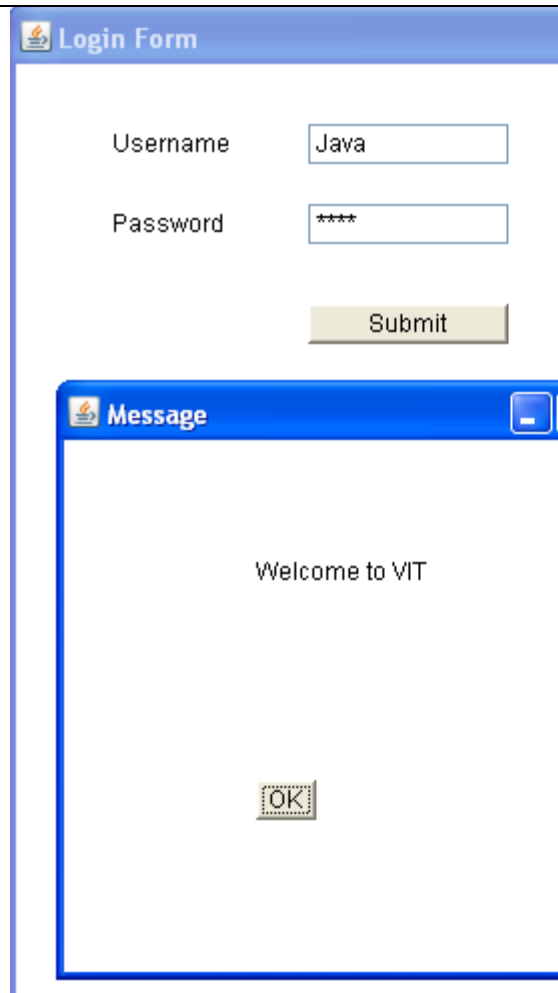 Login Form
Username Java
Password ****
Submit
Message
Welcome to VIT
OK